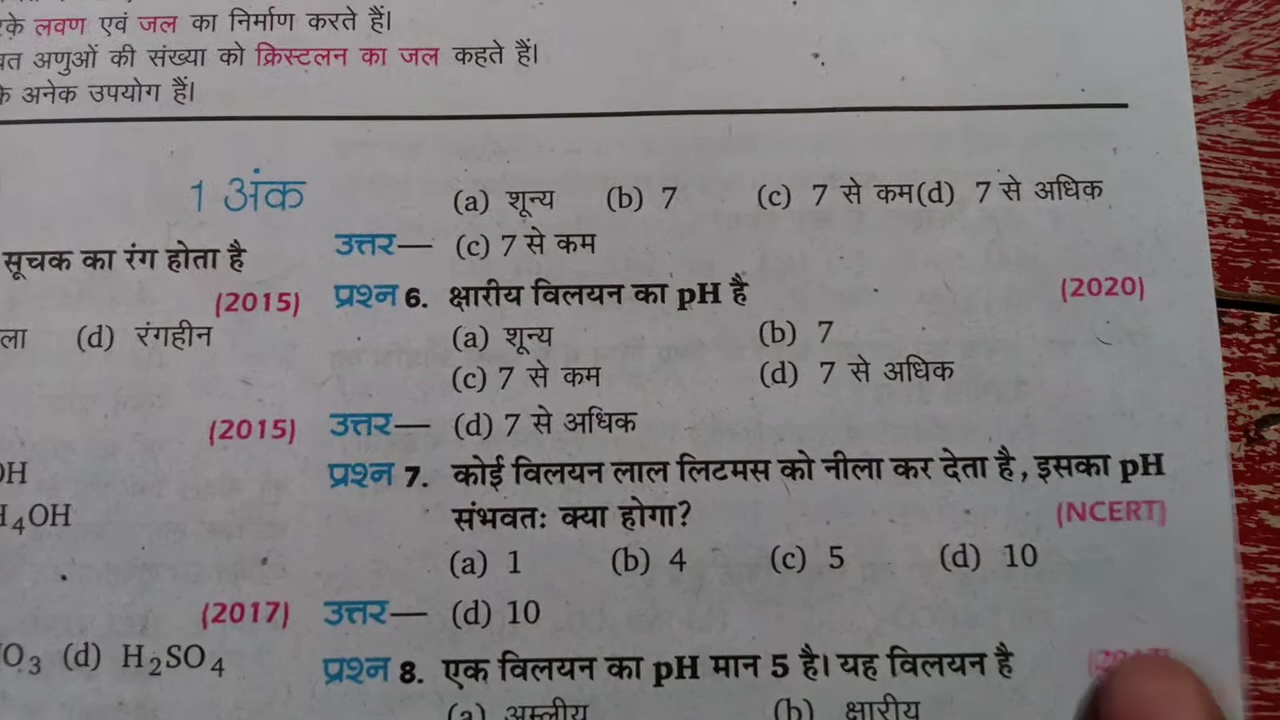 रके लवण एवं जल का निर्माण करते हैं।
अणुओं की संख्या को क्रिस्टलन का जल कहते हैं।
के अनेक उपयोग हैं।
1 अंक
सूचक का रंग होता है
(2015)
ला (d) रंगहीन
(2015)
OH
H₄OH
(2017)
O₃ (d) H₂SO₄
(a) शून्य (b) 7 (c) 7 से कम(d) 7 से अधिक
उत्तर— (c) 7 से कम
प्रश्न 6. क्षारीय विलयन का pH है (2020)
(a) शून्य (b) 7
(c) 7 से कम (d) 7 से अधिक
उत्तर— (d) 7 से अधिक
प्रश्न 7. कोई विलयन लाल लिटमस को नीला कर देता है, इसका pH
संभवतः क्या होगा? (NCERT)
(a) 1 (b) 4 (c) 5 (d) 10
उत्तर— (d) 10
प्रश्न 8. एक विलयन का pH मान 5 है। यह विलयन है
(a) अम्लीय (b) क्षारीय